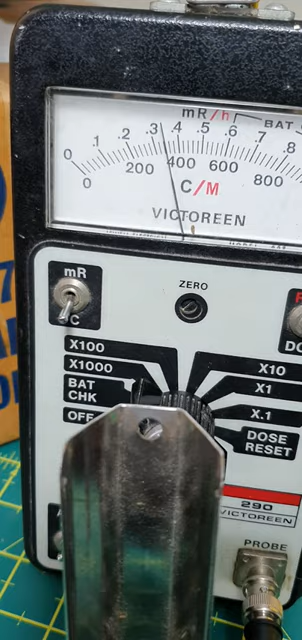 mR/h
BAT.
0 .1 .2 .3 .4 .5 .6 .7 .8
0 200 400 600 800
C/M
VICTOREEN
mR
ZERO
C
X100
X1000
BAT
CHK
OFF
X10
X1
X.1
DOSE
RESET
290
VICTOREEN
PROBE